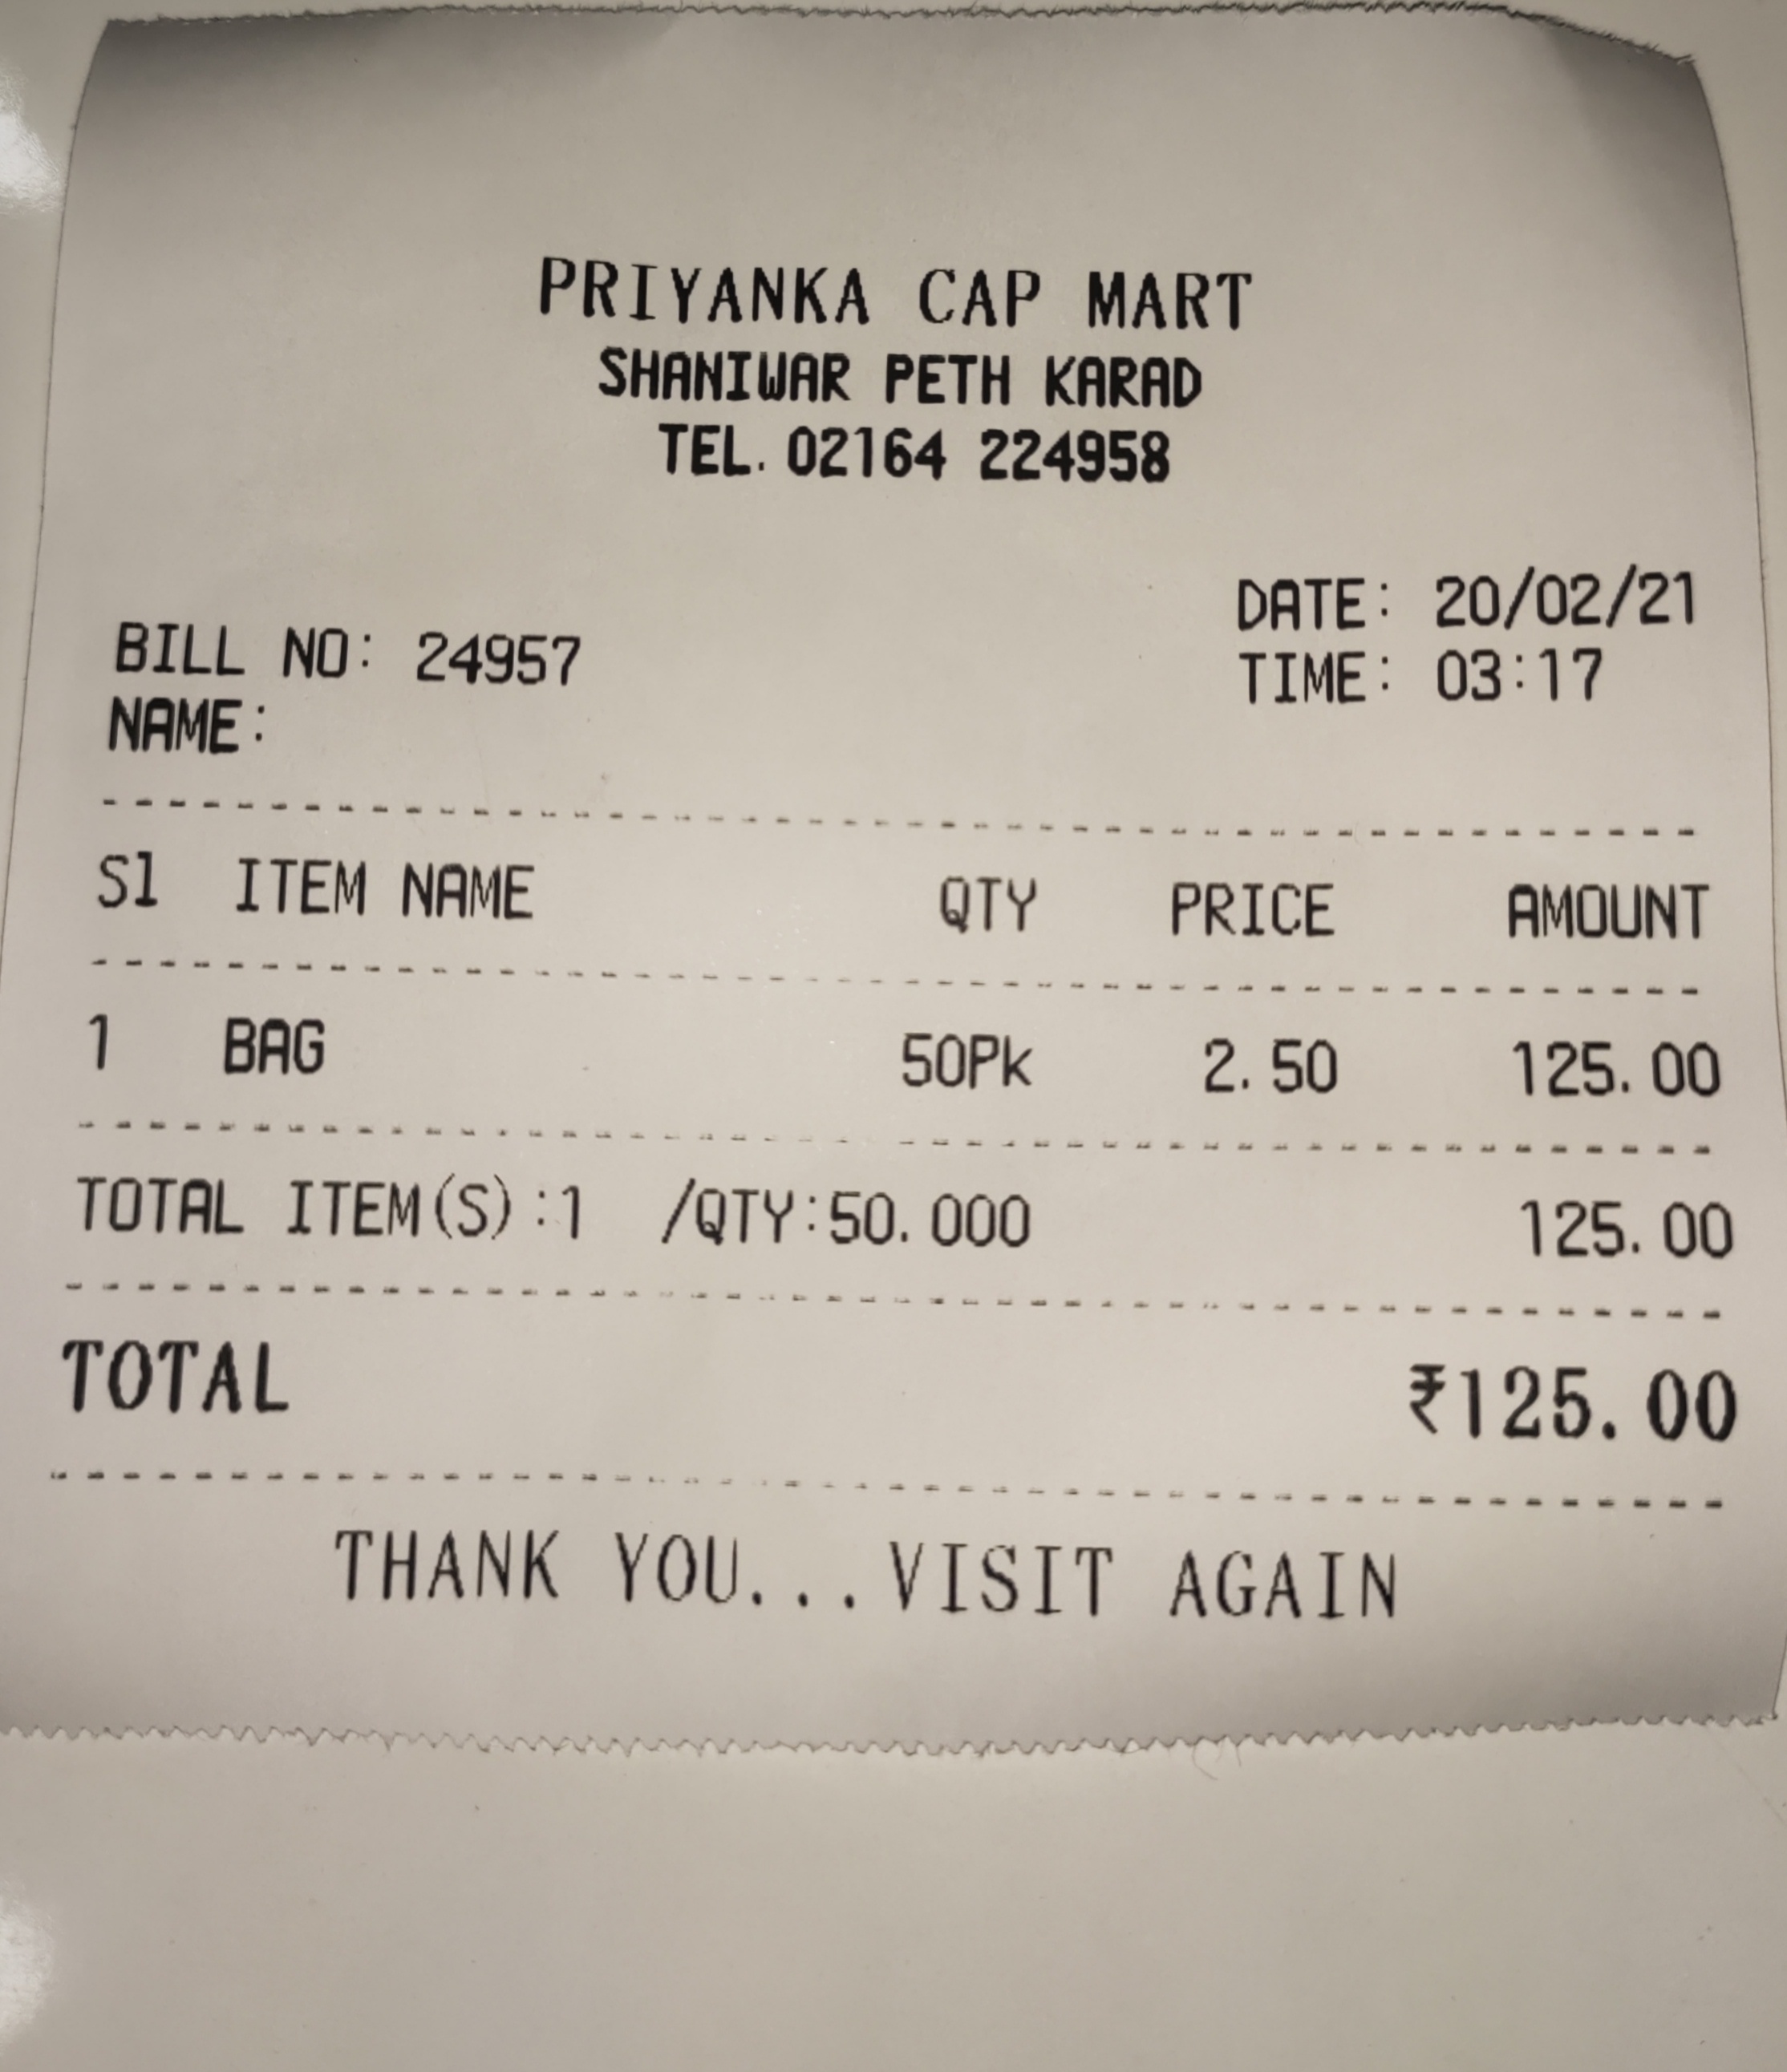 PRIYANKA CAP MART
SHANIWAR PETH KARAD
TEL. 02164 224958
DATE: 20/02/21
BILL NO: 24957
TIME: 03:17
NAME:
Sl ITEM NAME QTY PRICE AMOUNT
1 BAG 50Pk 2.50 125.00
TOTAL ITEM(S):1 /QTY:50.000 125.00
TOTAL ₹125.00
THANK YOU...VISIT AGAIN